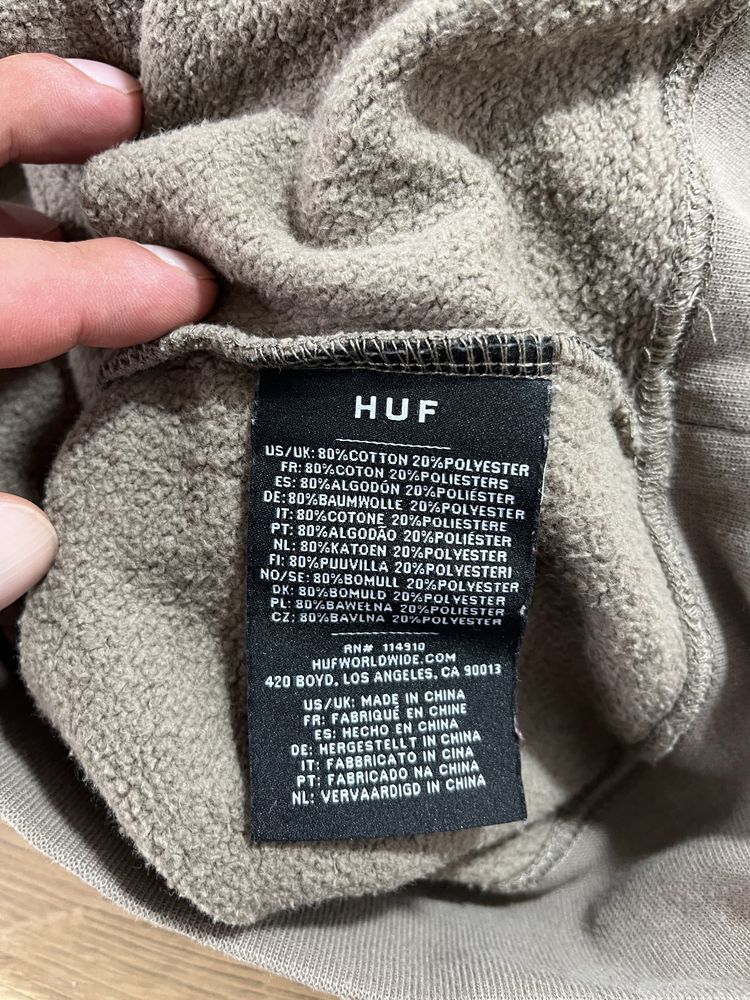 HUF
US/UK: 80%COTTON 20%POLYESTER
FR: 80%COTON 20%POLIESTERS
ES: 80%ALGODÓN 20%POLIÉSTER
DE: 80%BAUMWOLLE 20%POLYESTER
IT: 80%COTONE 20%POLIESTERE
PT: 80%ALGODÃO 20%POLIÉSTER
NL: 80%KATOEN 20%POLYESTER
FI: 80%PUUVILLA 20%POLYESTERI
NO/SE: 80%BOMULL 20%POLYESTER
DK: 80%BOMULD 20%POLYESTER
PL: 80%BAWEŁNA 20%POLIESTER
CZ: 80%BAVLNA 20%POLYESTER
RN# 114910
HUFWORLDWIDE.COM
420 BOYD, LOS ANGELES, CA 90013
US/UK: MADE IN CHINA
FR: FABRIQUÉ EN CHINE
ES: HECHO EN CHINA
DE: HERGESTELLT IN CHINA
IT: FABBRICATO IN CINA
PT: FABRICADO NA CHINA
NL: VERVAARDIGD IN CHINA